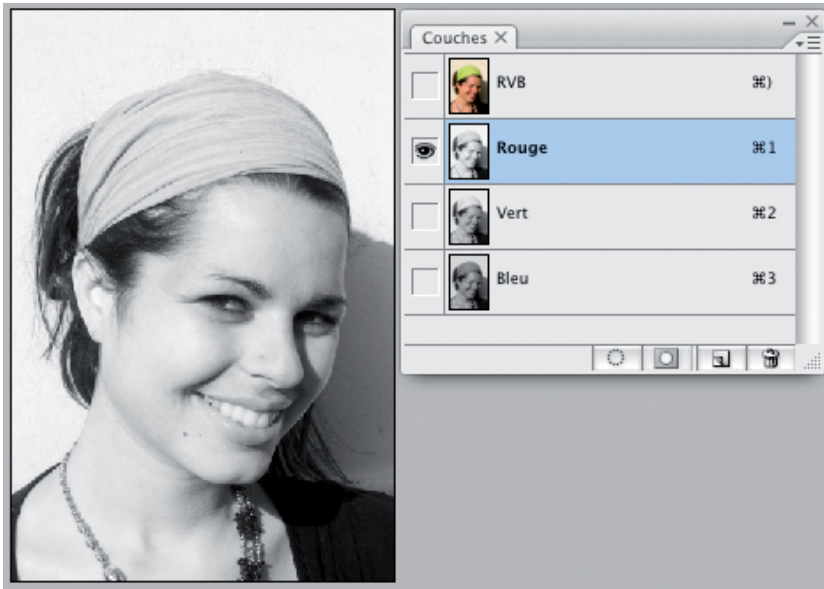 Couches
RVB ⌘)
Rouge ⌘1
Vert ⌘2
Bleu ⌘3